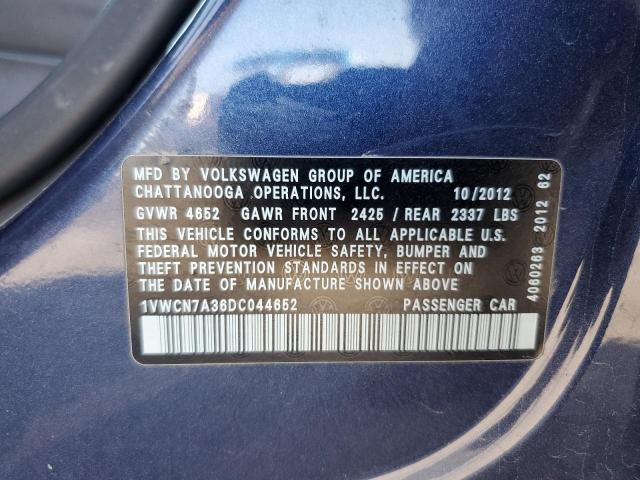 MFD BY VOLKSWAGEN GROUP OF AMERICA
CHATTANOOGA OPERATIONS, LLC. 10/2012
GVWR 4652 GAWR FRONT 2425 / REAR 2337 LBS
THIS VEHICLE CONFORMS TO ALL APPLICABLE U.S.
FEDERAL MOTOR VEHICLE SAFETY, BUMPER AND
THEFT PREVENTION STANDARDS IN EFFECT ON
THE DATE OF MANUFACTURE SHOWN ABOVE
1VWCN7A36DC044652 PASSENGER CAR
4060263 2012 62